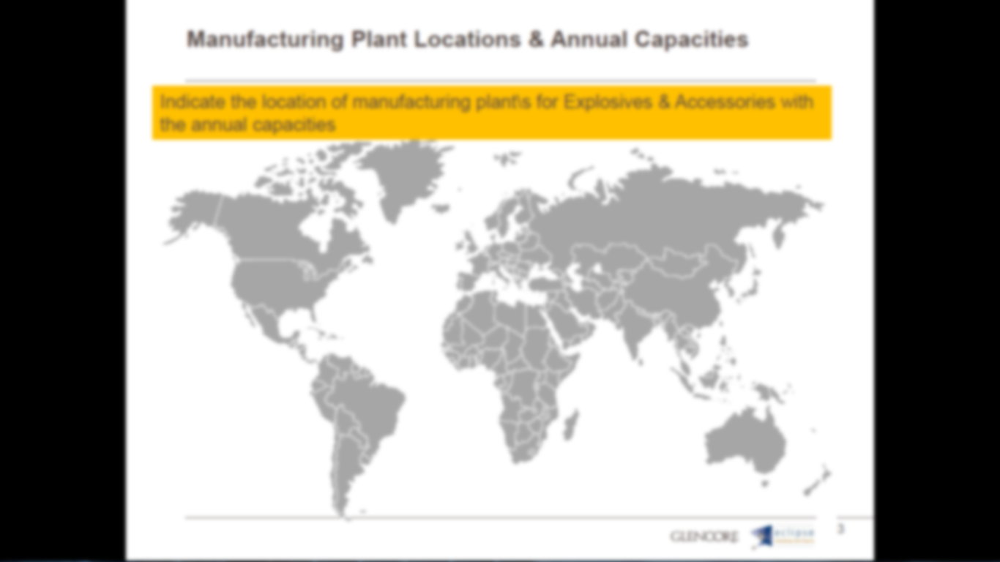 Manufacturing Plant Locations & Annual Capacities
Indicate the location of manufacturing plant\s for Explosives & Accessories with
the annual capacities
GLENCORE
eclipse
3